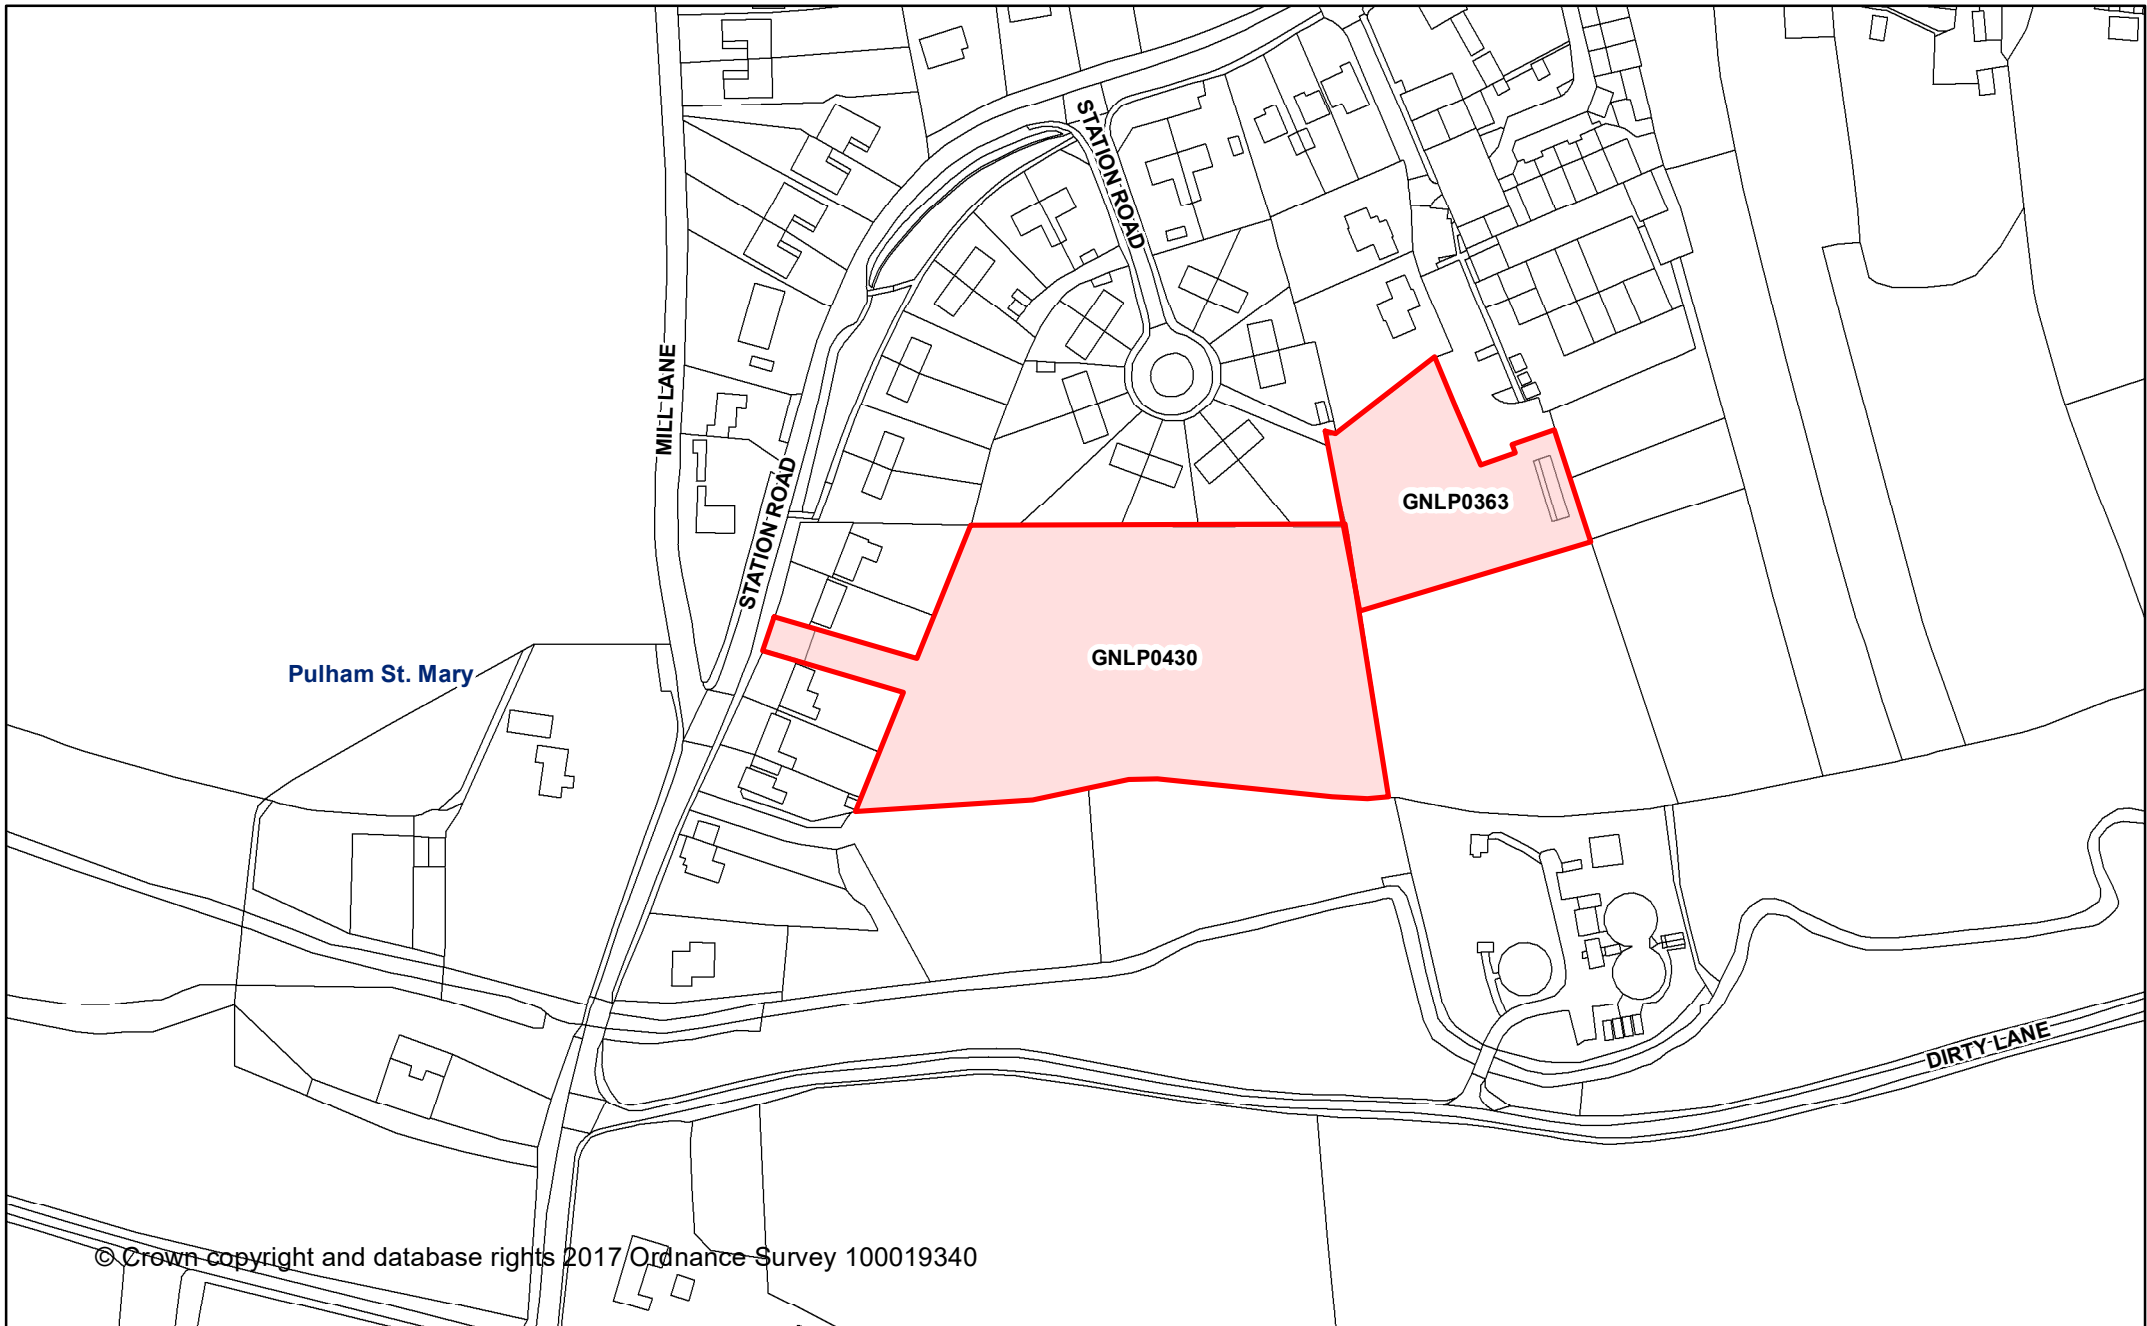 STATION ROAD
MILL LANE
STATION ROAD
GNLP0363
GNLP0430
Pulham St. Mary
DIRTY LANE
© Crown copyright and database rights 2017 Ordnance Survey 100019340